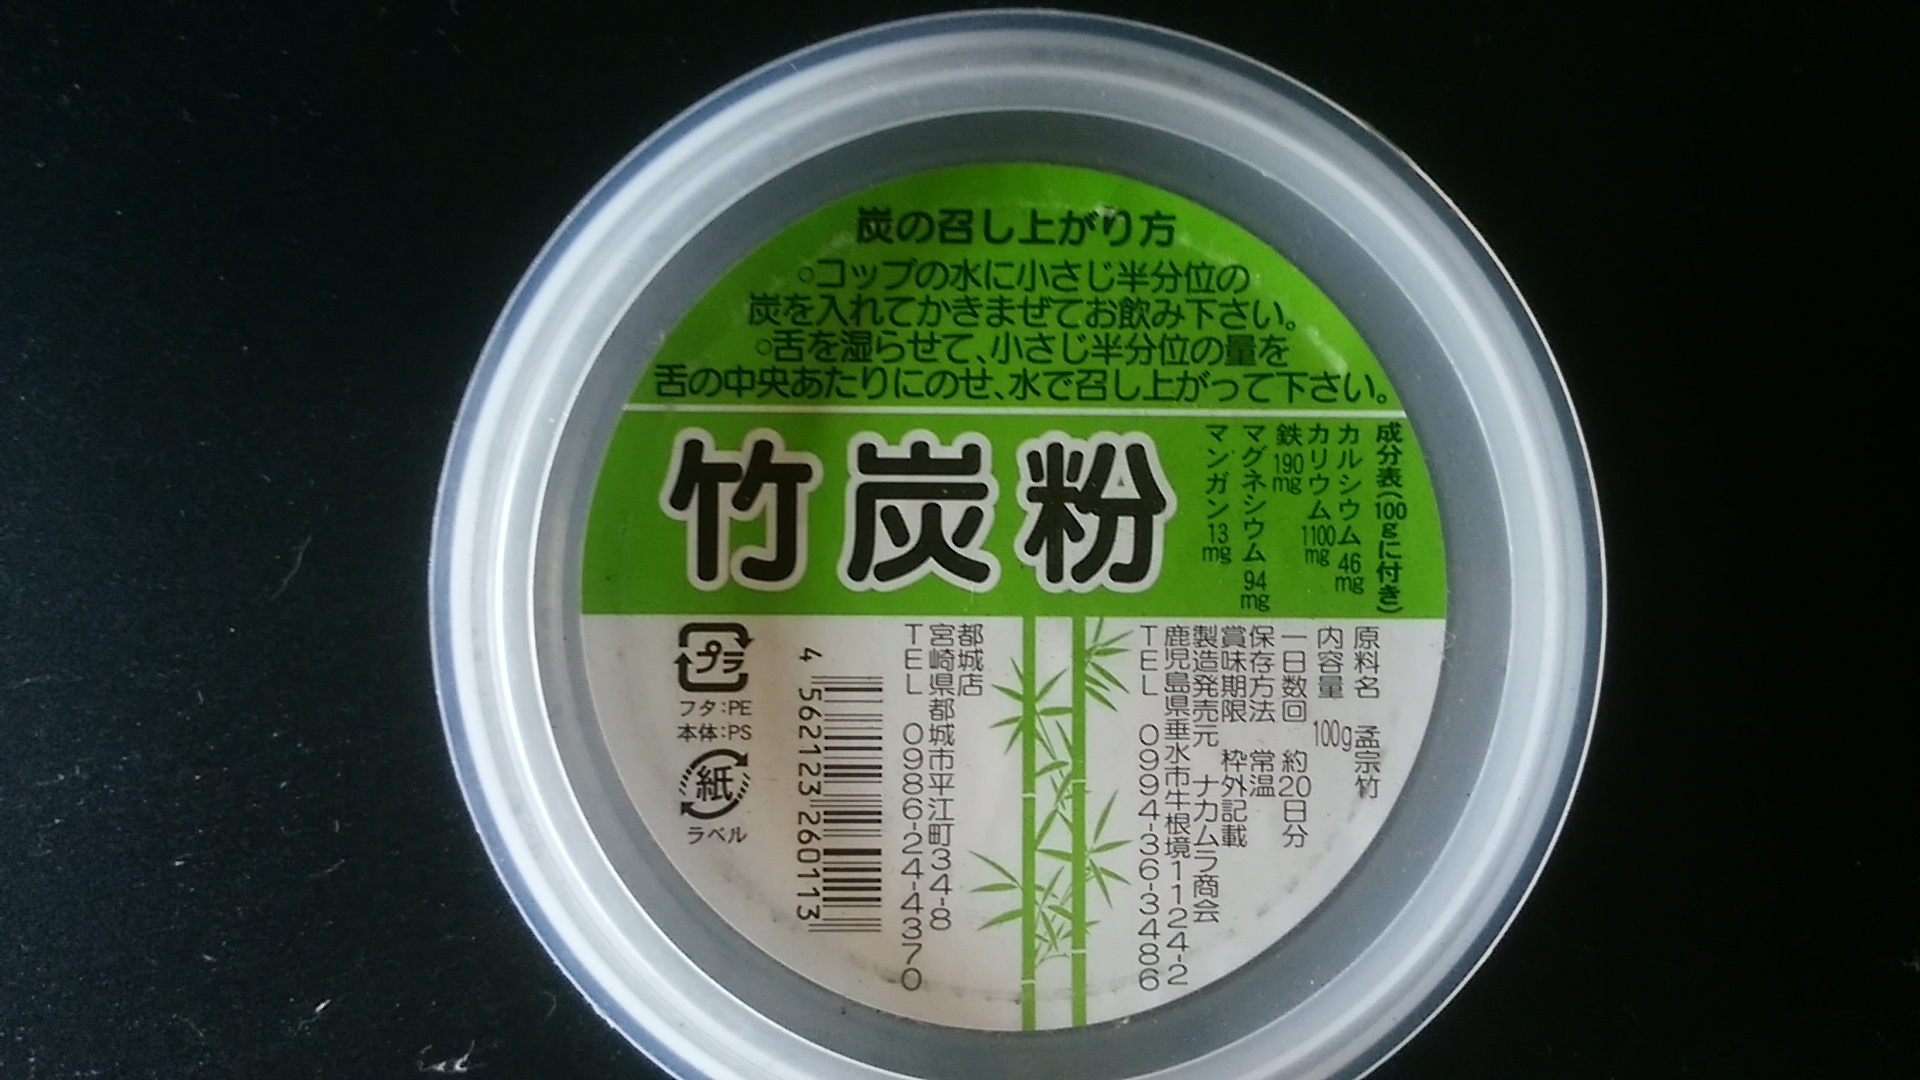 炭の召し上がり方
○コップの水に小さじ半分位の
炭を入れてかきまぜてお飲み下さい。
○舌を湿らせて、小さじ半分位の量を
舌の中央あたりにのせ、水で召し上がって下さい。
竹炭粉
成分表(100gに付き)
カルシウム 46mg
カリウム 1100mg
鉄 190mg
マグネシウム 94mg
マンガン 13mg
原料名 孟宗竹
内容量 100g
一日数回 約20日分
保存方法 常温
賞味期限 枠外記載
製造発売元 ナカムラ商会
鹿児島県垂水市牛根境1124-2
TEL 0994-36-3486
都城店
宮崎県都城市平江町34-8
TEL 0986-24-4370
4 562123 260113
プラ
フタ:PE
本体:PS
紙
ラベル